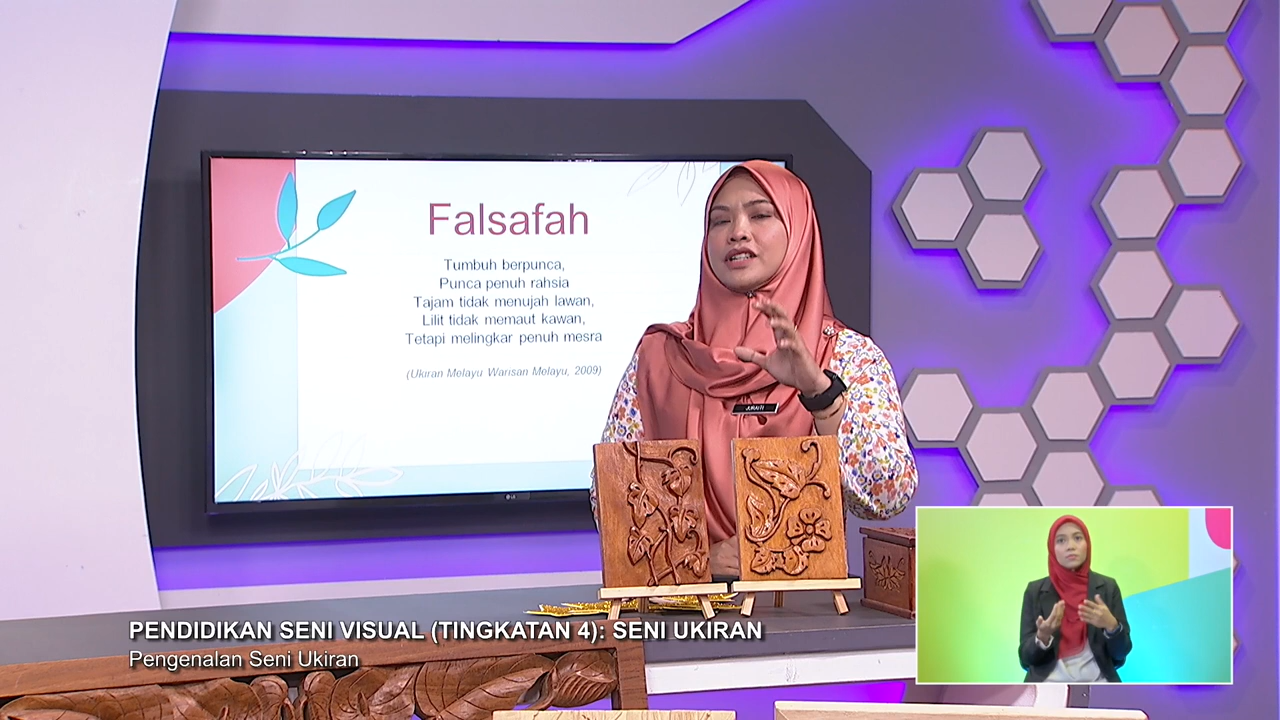 Falsafah
Tumbuh berpunca,
Punca penuh rahsia
Tajam tidak menujah lawan,
Lilit tidak memaut kawan,
Tetapi melingkar penuh mesra
(Ukiran Melayu Warisan Melayu, 2009)
LG
PENDIDIKAN SENI VISUAL (TINGKATAN 4): SENI UKIRAN
Pengenalan Seni Ukiran